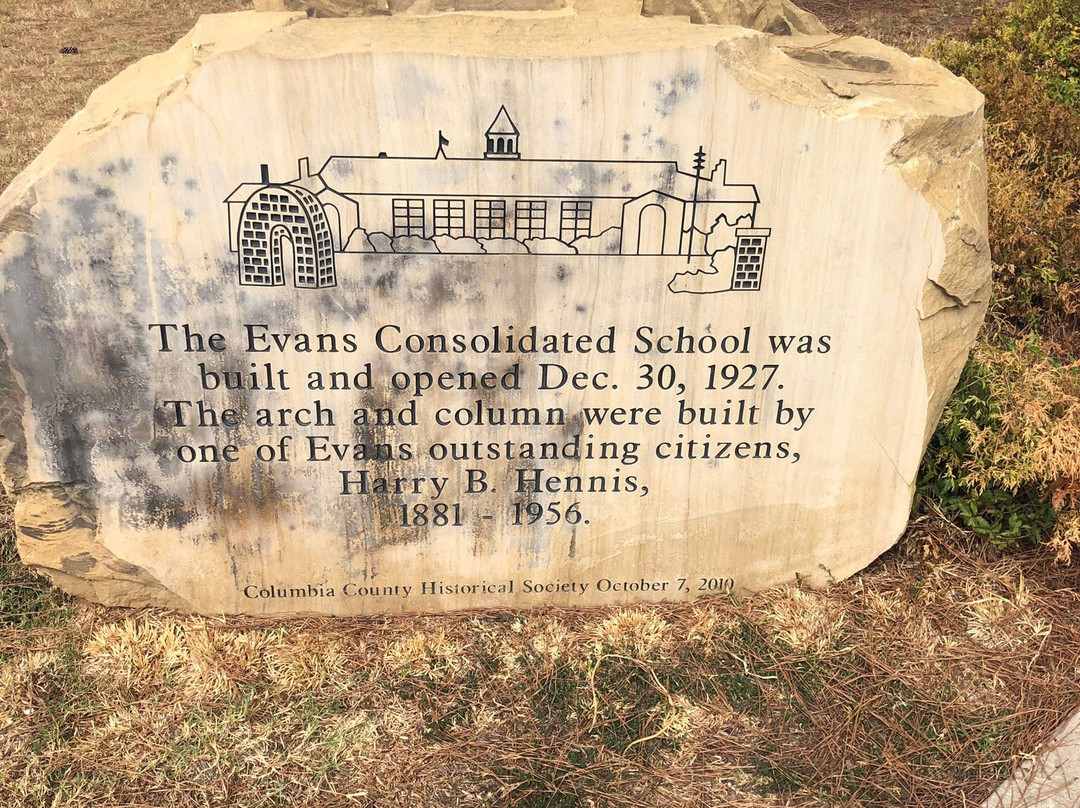 The Evans Consolidated School was
built and opened Dec. 30, 1927.
The arch and column were built by
one of Evans outstanding citizens,
Harry B. Hennis,
1881 - 1956.
Columbia County Historical Society October 7, 2010